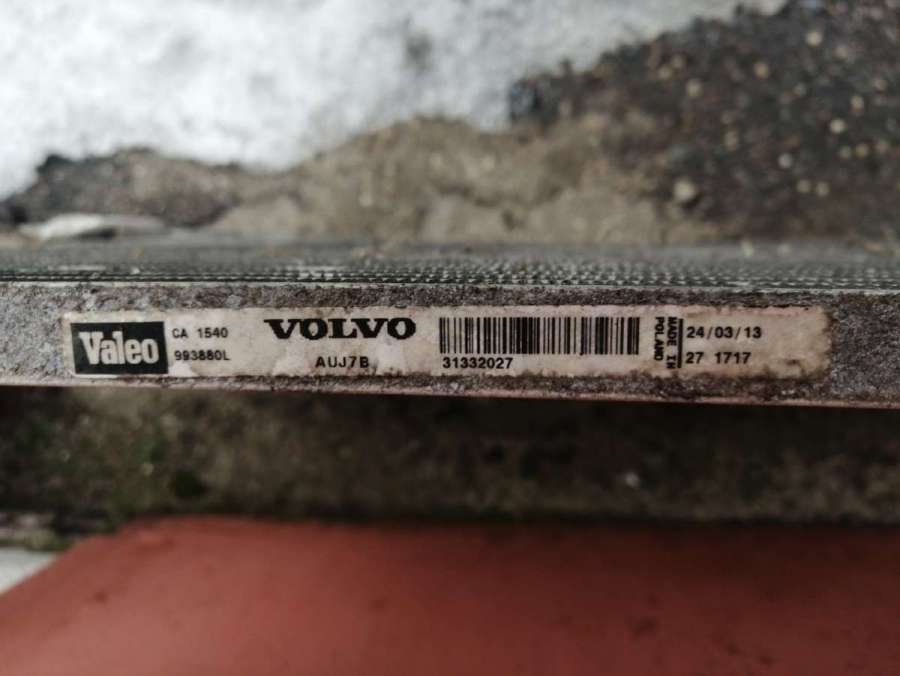 Valeo
CA 1540
993880L
VOLVO
AUJ7B
31332027
MADE IN
POLAND
24/03/13
27 1717